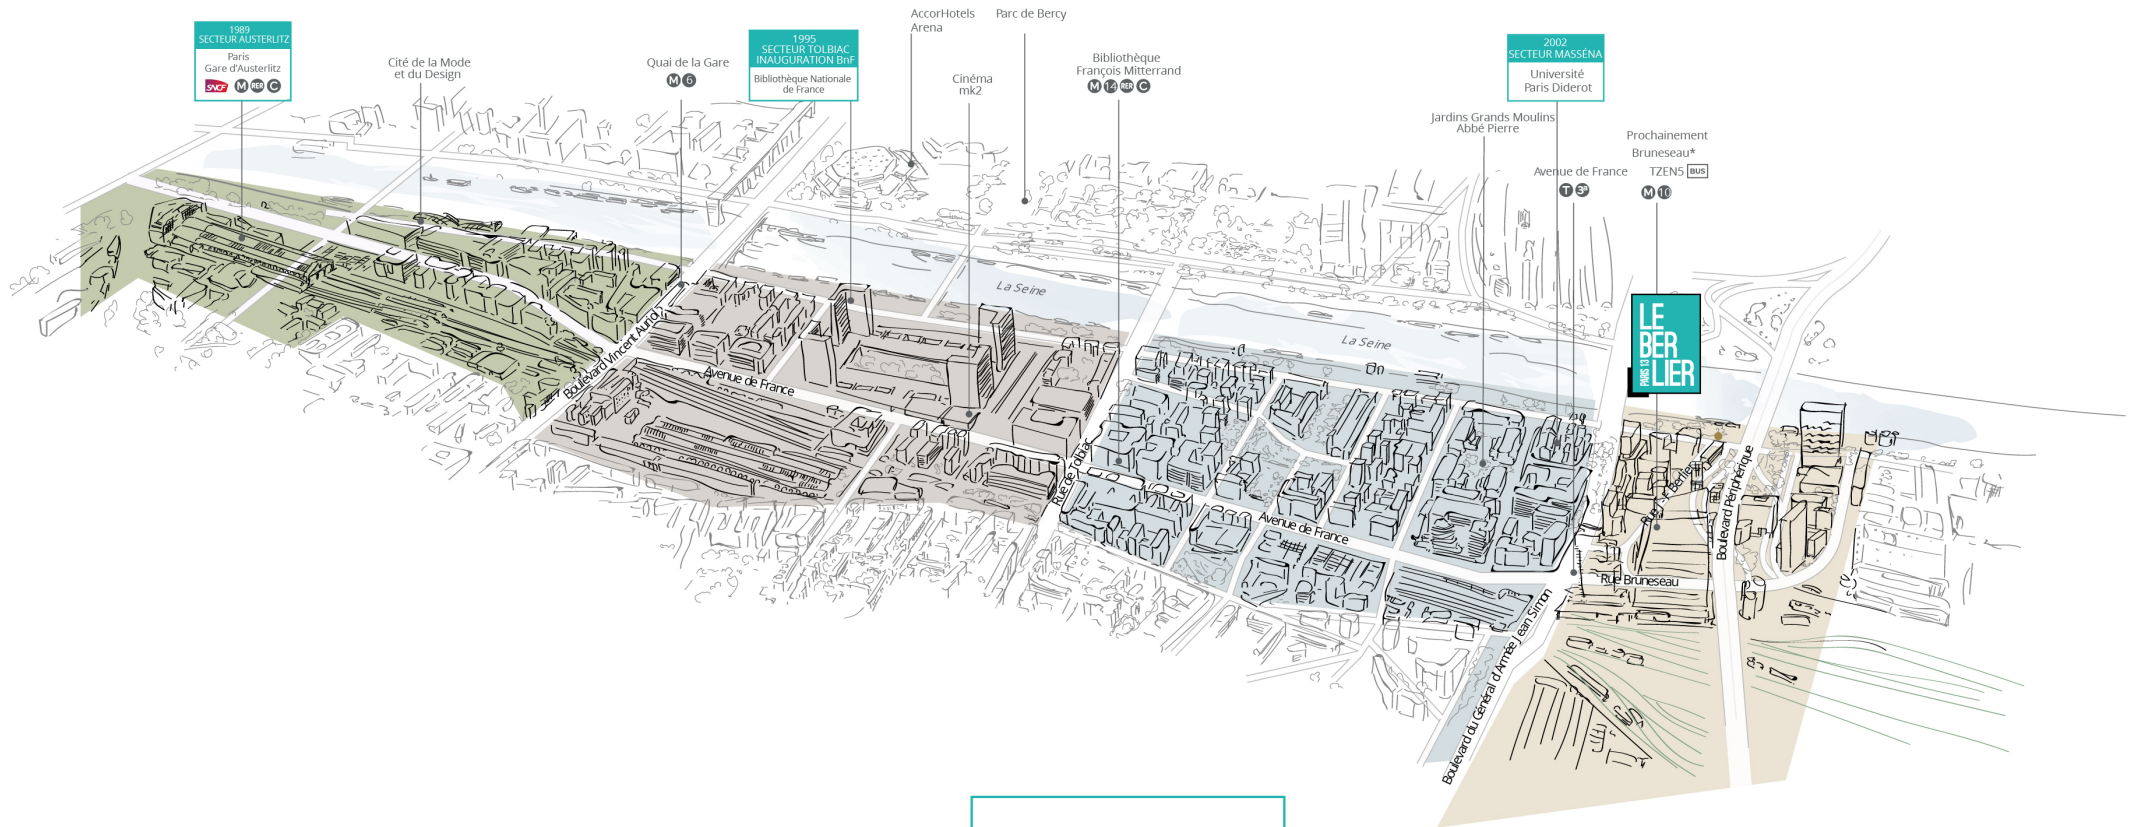 1989
SECTEUR AUSTERLITZ
Paris
Gare d'Austerlitz
SNCF M RER C
Cité de la Mode
et du Design
Quai de la Gare
M 6
1995
SECTEUR TOLBIAC
INAUGURATION BnF
Bibliothèque Nationale
de France
AccorHotels
Arena
Parc de Bercy
Cinéma
mk2
Bibliothèque
François Mitterrand
M 14 RER C
2002
SECTEUR MASSÉNA
Université
Paris Diderot
Jardins Grands Moulins
Abbé Pierre
Avenue de France
T 3a
Prochainement
Bruneseau*
TZEN5 BUS
M 10
La Seine
La Seine
LE
BER
LIER
PARIS 13
Boulevard Vincent Auriol
Avenue de France
Rue de Tolbiac
Avenue de France
Rue J-F Berlier
Boulevard Périphérique
Rue Bruneseau
Boulevard du Général d'Armée Jean Simon